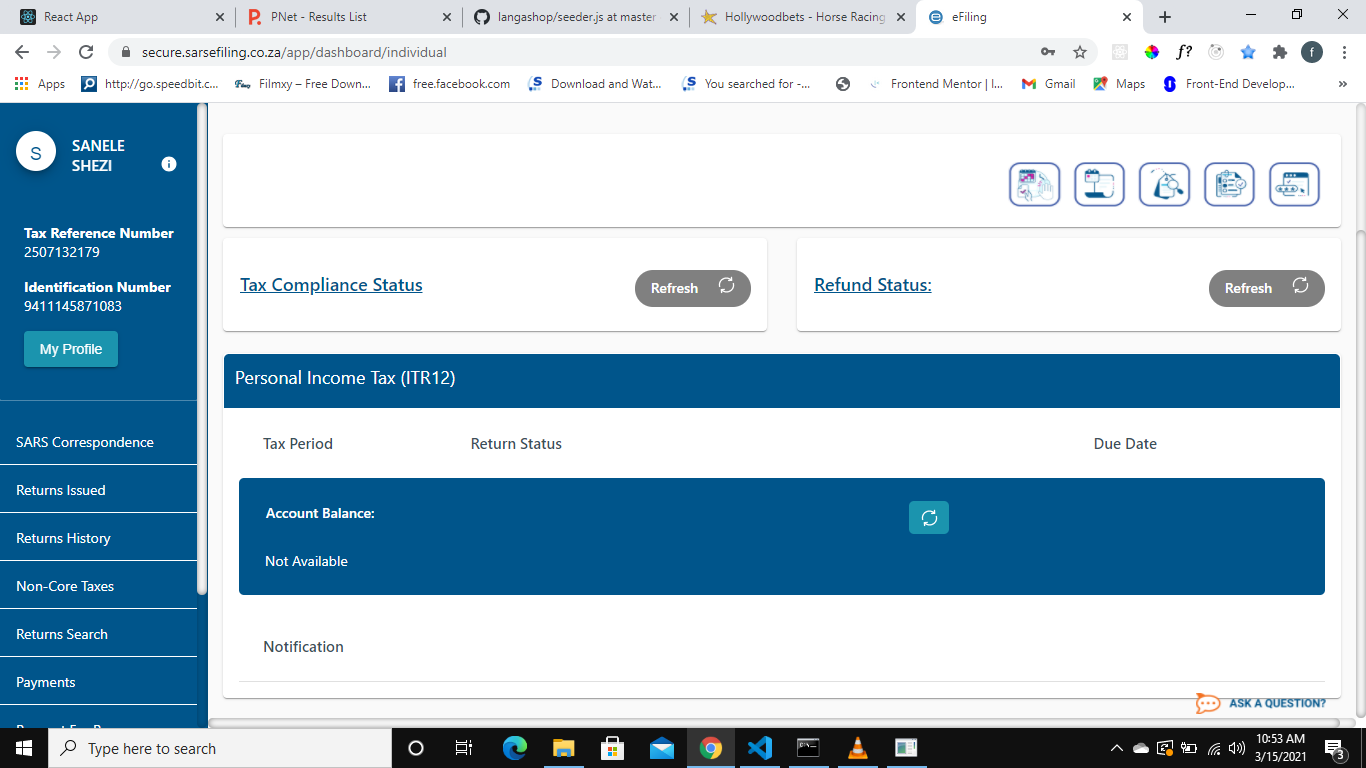 React App
PNet - Results List
langashop/seeder.js at master
Hollywoodbets - Horse Racing
eFiling
secure.sarsefiling.co.za/app/dashboard/individual
f?
f
Apps
http://go.speedbit.c...
Filmxy – Free Down...
free.facebook.com
Download and Wat...
You searched for -...
Frontend Mentor | I...
Gmail
Maps
Front-End Develop...
»
S
SANELE
SHEZI
Tax Reference Number
2507132179
Identification Number
9411145871083
My Profile
SARS Correspondence
Returns Issued
Returns History
Non-Core Taxes
Returns Search
Payments
Tax Compliance Status
Refresh
Refund Status:
Refresh
Personal Income Tax (ITR12)
Tax Period
Return Status
Due Date
Account Balance:
Not Available
Notification
ASK A QUESTION?
Type here to search
10:53 AM
3/15/2021
3